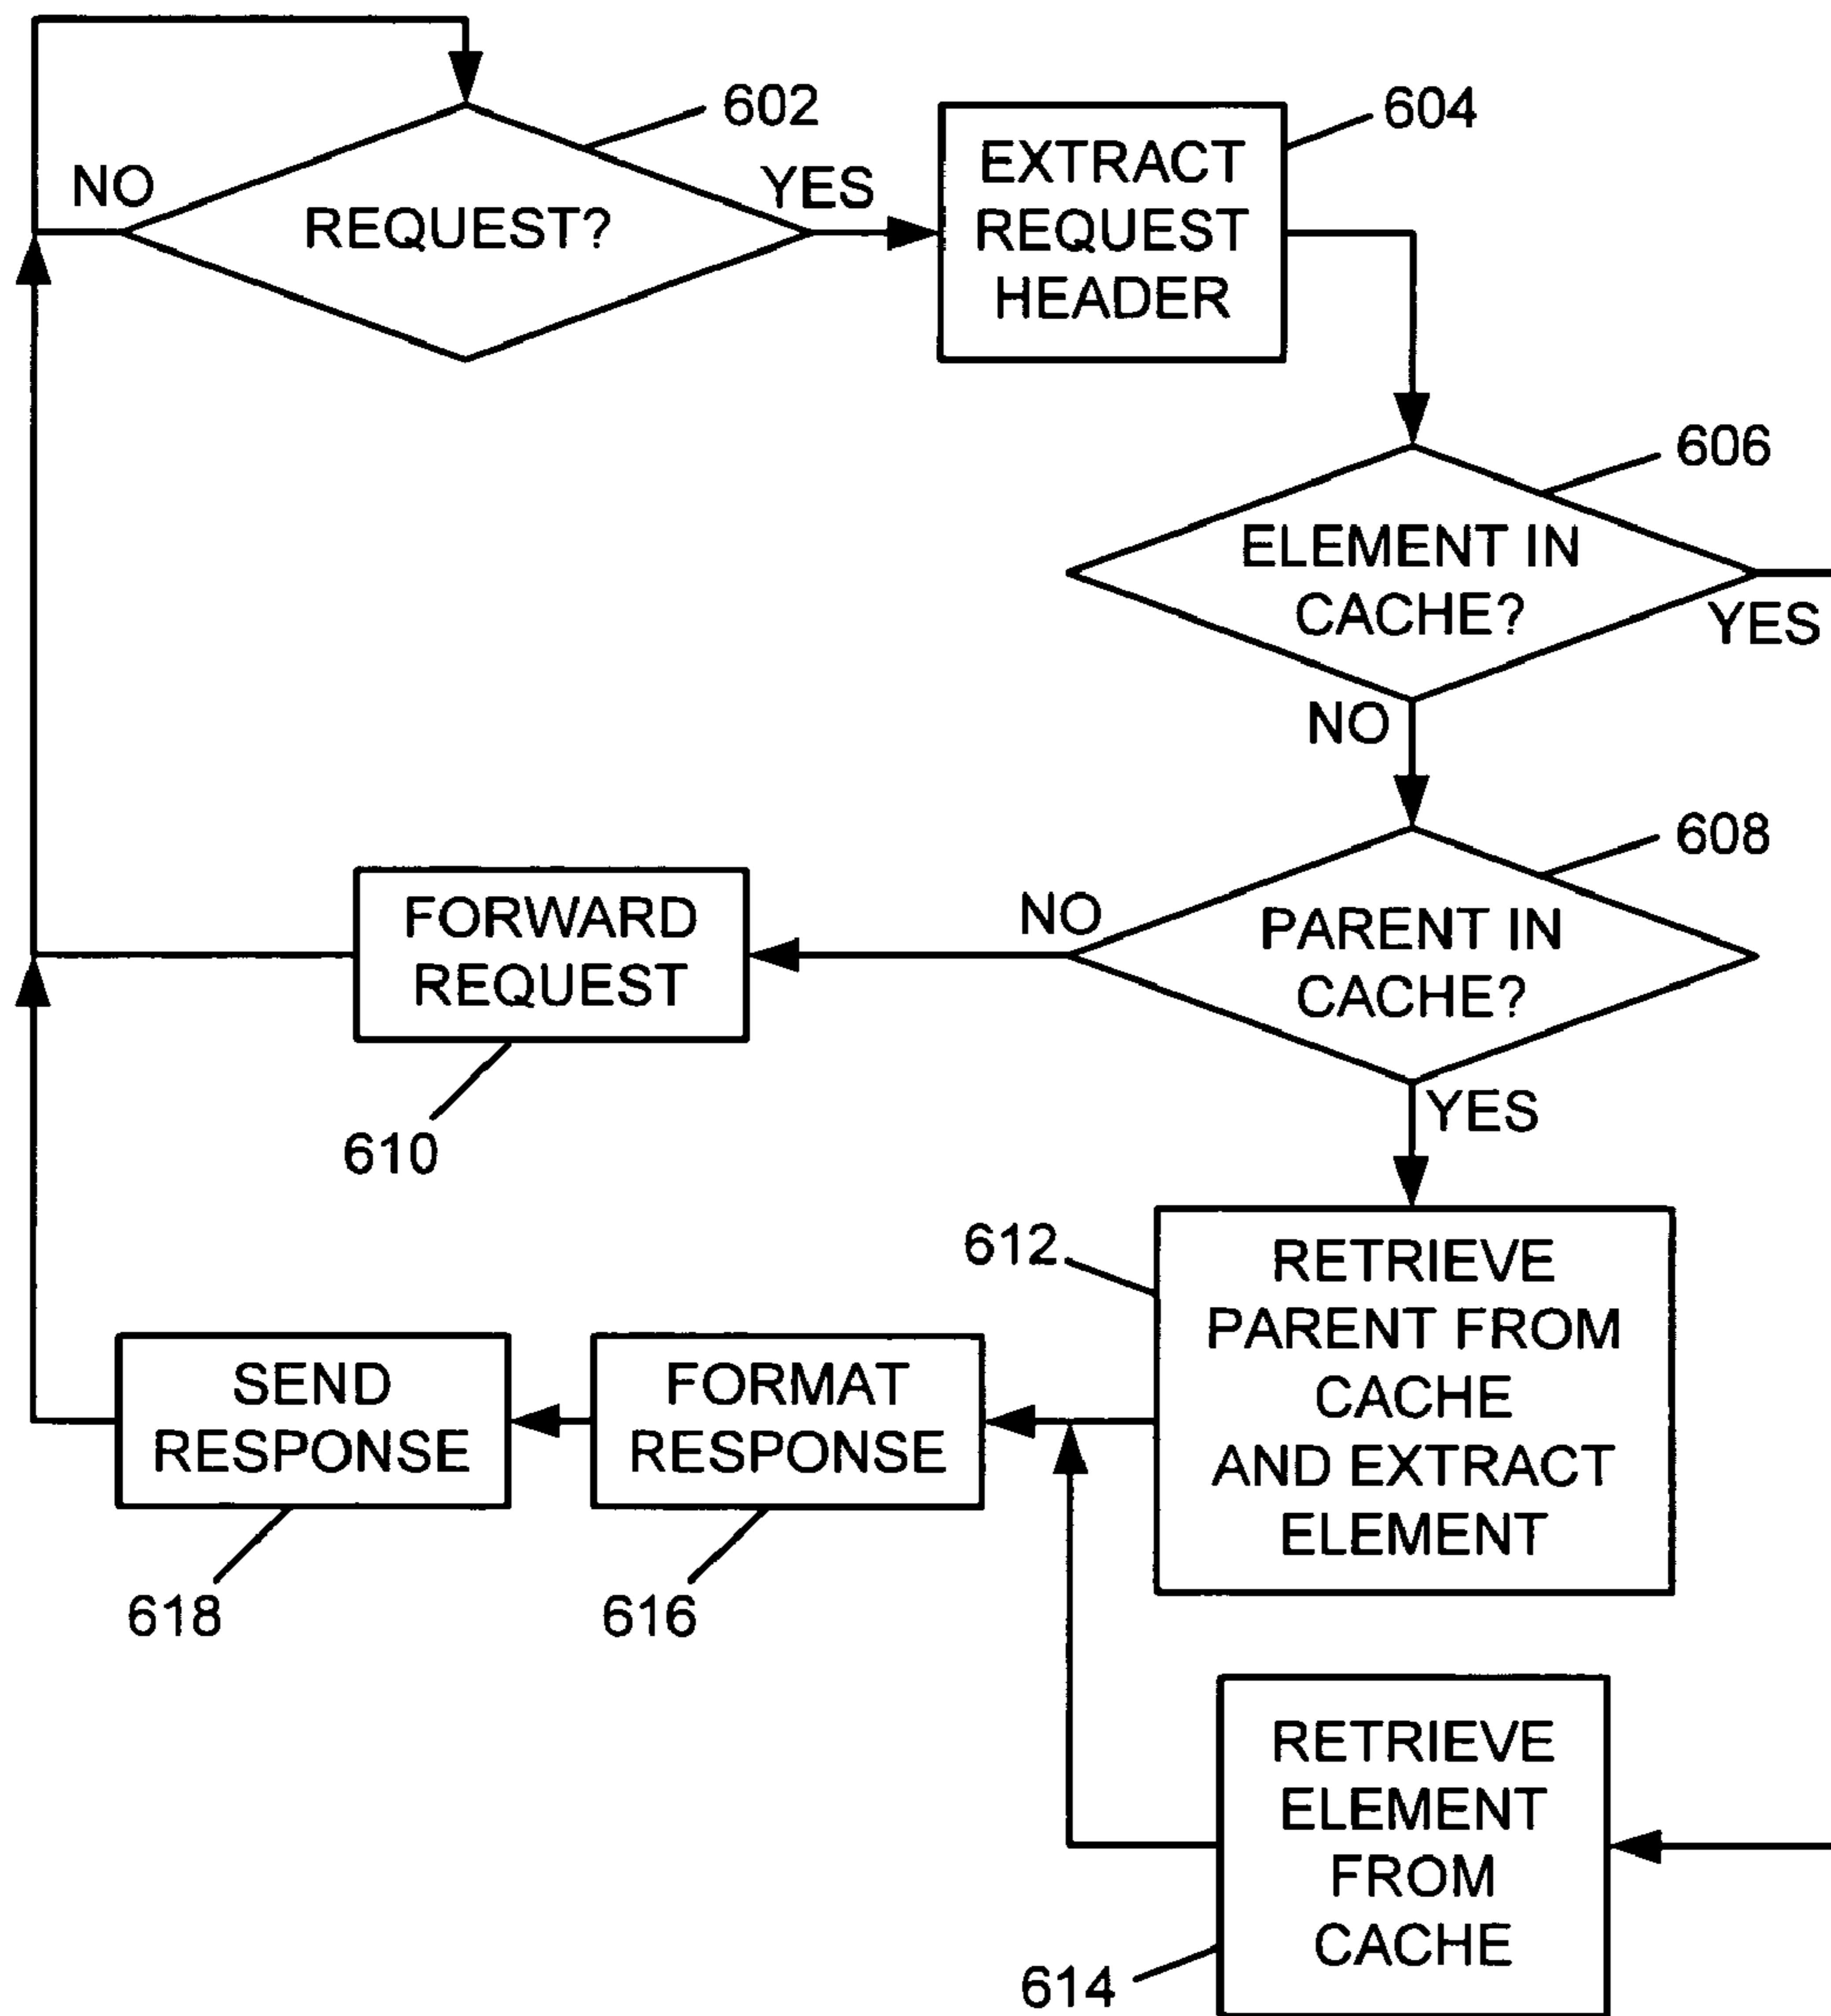 602
NO
REQUEST?
YES
EXTRACT
REQUEST
HEADER
604
606
ELEMENT IN
CACHE?
YES
NO
608
PARENT IN
CACHE?
NO
FORWARD
REQUEST
610
YES
612
RETRIEVE
PARENT FROM
CACHE
AND EXTRACT
ELEMENT
FORMAT
RESPONSE
616
SEND
RESPONSE
618
RETRIEVE
ELEMENT
FROM
CACHE
614